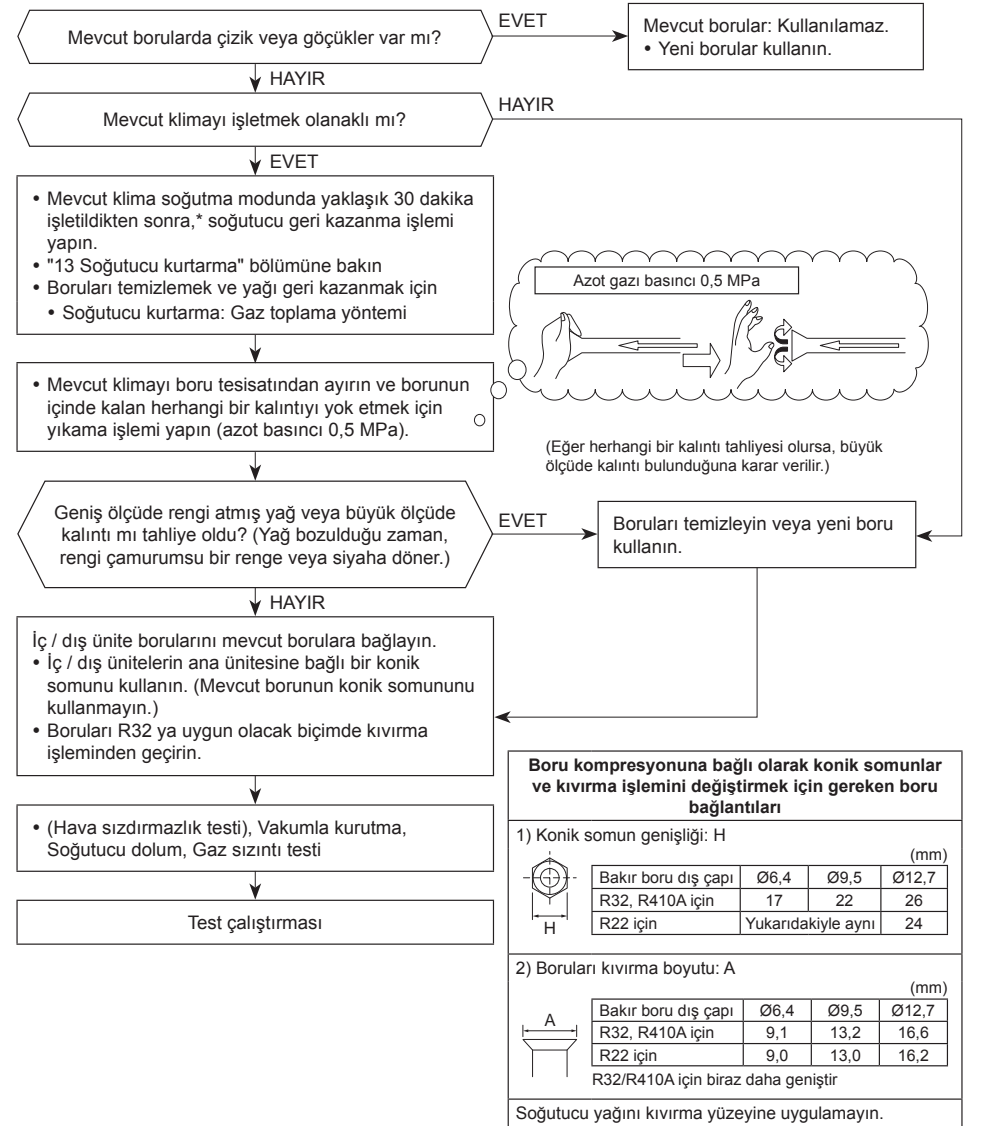 Mevcut borularda çizik veya göçükler var mı?
EVET
Mevcut borular: Kullanılamaz.
• Yeni borular kullanın.
HAYIR
Mevcut klimayı işletmek olanaklı mı?
HAYIR
EVET
• Mevcut klima soğutma modunda yaklaşık 30 dakika
işletildikten sonra,* soğutucu geri kazanma işlemi
yapın.
• "13 Soğutucu kurtarma" bölümüne bakın
• Boruları temizlemek ve yağı geri kazanmak için
• Soğutucu kurtarma: Gaz toplama yöntemi
Azot gazı basıncı 0,5 MPa
• Mevcut klimayı boru tesisatından ayırın ve borunun
içinde kalan herhangi bir kalıntıyı yok etmek için
yıkama işlemi yapın (azot basıncı 0,5 MPa).
(Eğer herhangi bir kalıntı tahliyesi olursa, büyük
ölçüde kalıntı bulunduğuna karar verilir.)
Geniş ölçüde rengi atmış yağ veya büyük ölçüde
kalıntı mı tahliye oldu? (Yağ bozulduğu zaman,
rengi çamurumsu bir renge veya siyaha döner.)
EVET
Boruları temizleyin veya yeni boru
kullanın.
HAYIR
İç / dış ünite borularını mevcut borulara bağlayın.
• İç / dış ünitelerin ana ünitesine bağlı bir konik
somunu kullanın. (Mevcut borunun konik somununu
kullanmayın.)
• Boruları R32 ya uygun olacak biçimde kıvırma
işleminden geçirin.
• (Hava sızdırmazlık testi), Vakumla kurutma,
Soğutucu dolum, Gaz sızıntı testi
Test çalıştırması
Boru kompresyonuna bağlı olarak konik somunlar
ve kıvırma işlemini değiştirmek için gereken boru
bağlantıları
1) Konik somun genişliği: H
(mm)
Bakır boru dış çapı Ø6,4 Ø9,5 Ø12,7
R32, R410A için 17 22 26
R22 için Yukarıdakiyle aynı 24
H
2) Boruları kıvırma boyutu: A
(mm)
A
Bakır boru dış çapı Ø6,4 Ø9,5 Ø12,7
R32, R410A için 9,1 13,2 16,6
R22 için 9,0 13,0 16,2
R32/R410A için biraz daha geniştir
Soğutucu yağını kıvırma yüzeyine uygulamayın.